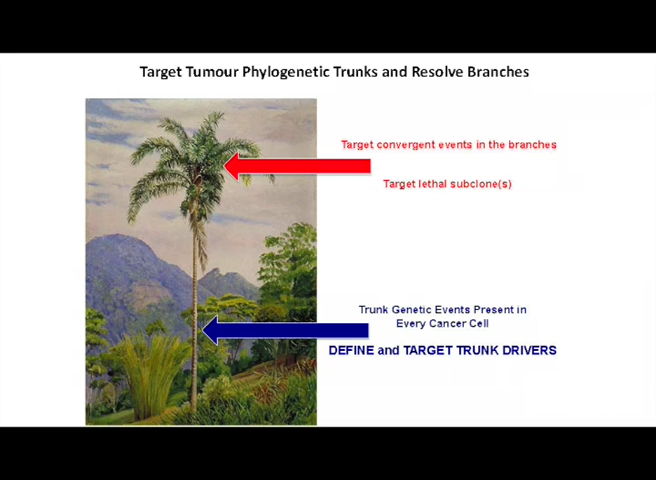 Target Tumour Phylogenetic Trunks and Resolve Branches
Target convergent events in the branches
Target lethal subclone(s)
Trunk Genetic Events Present in
Every Cancer Cell
DEFINE and TARGET TRUNK DRIVERS